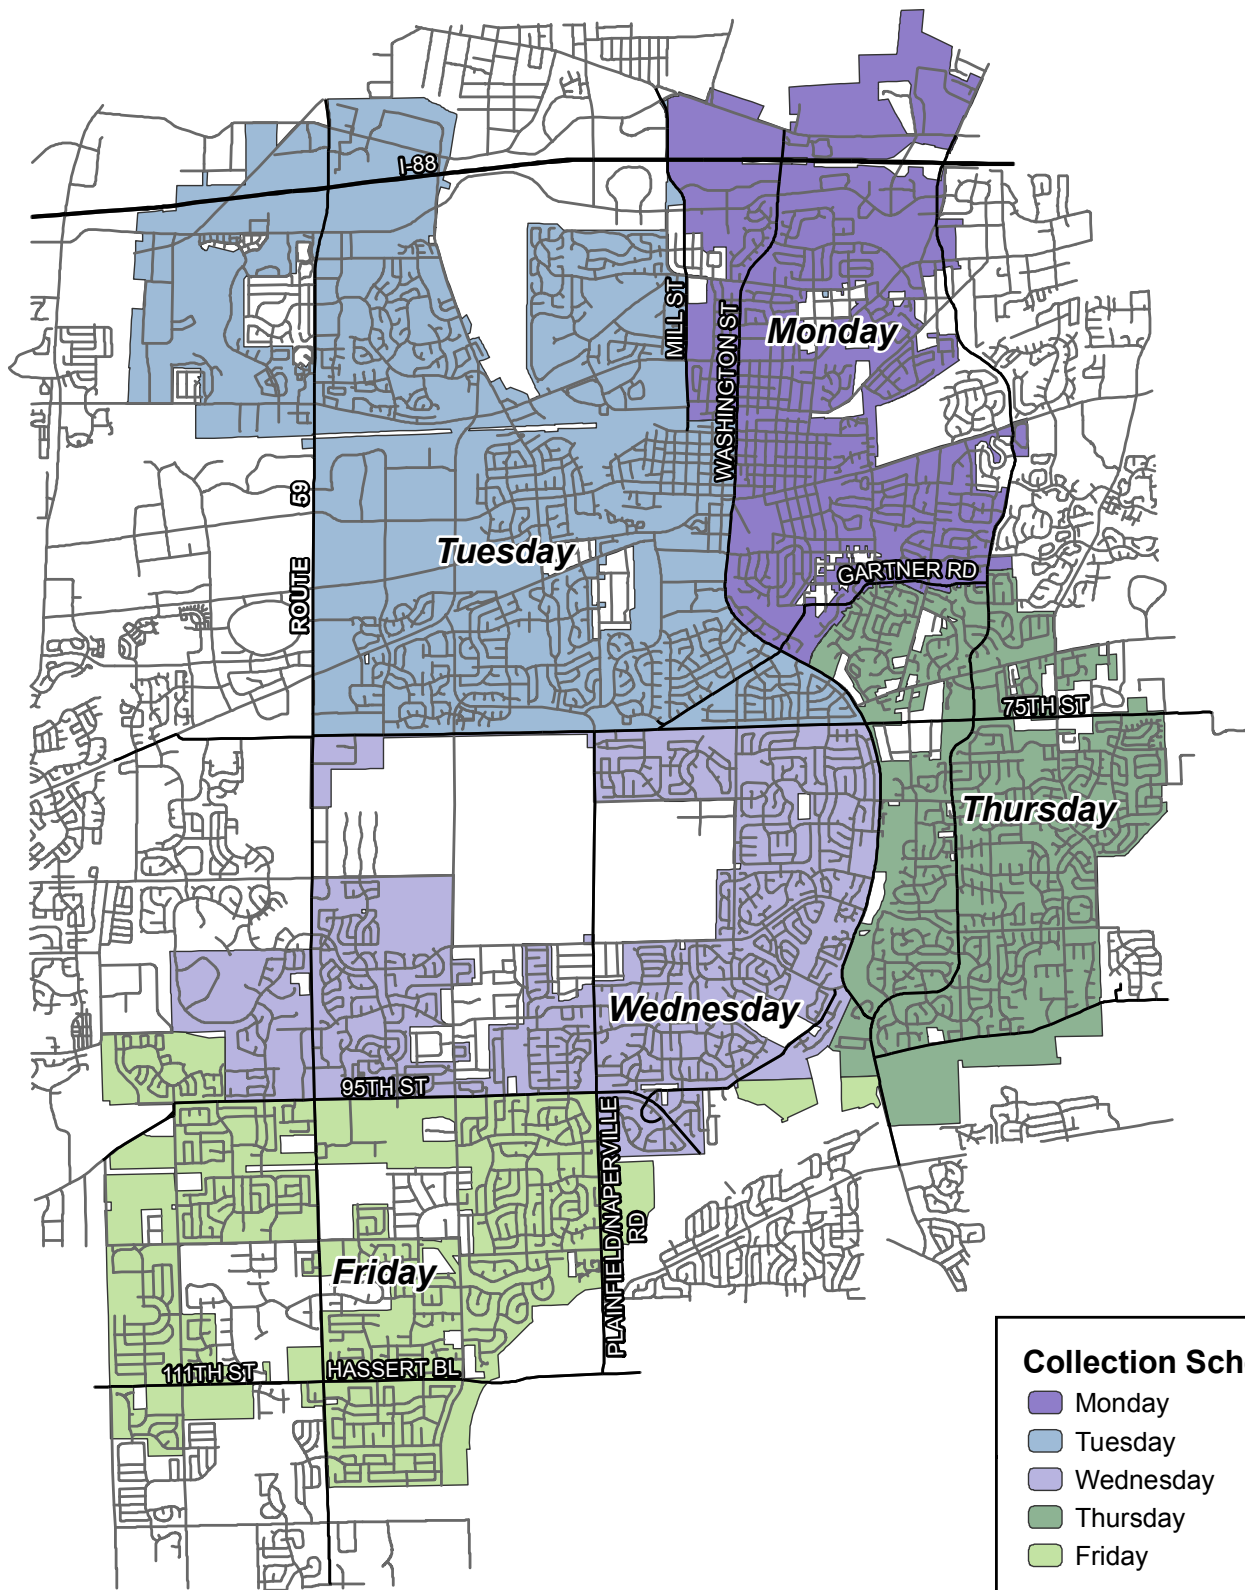 I-88
MILL ST
WASHINGTON ST
Monday
ROUTE 59
Tuesday
GARTNER RD
75TH ST
Thursday
Wednesday
95TH ST
PLAINFIELD/NAPERVILLE
RD
Friday
111TH ST
HASSERT BL
Collection Sch
Monday
Tuesday
Wednesday
Thursday
Friday